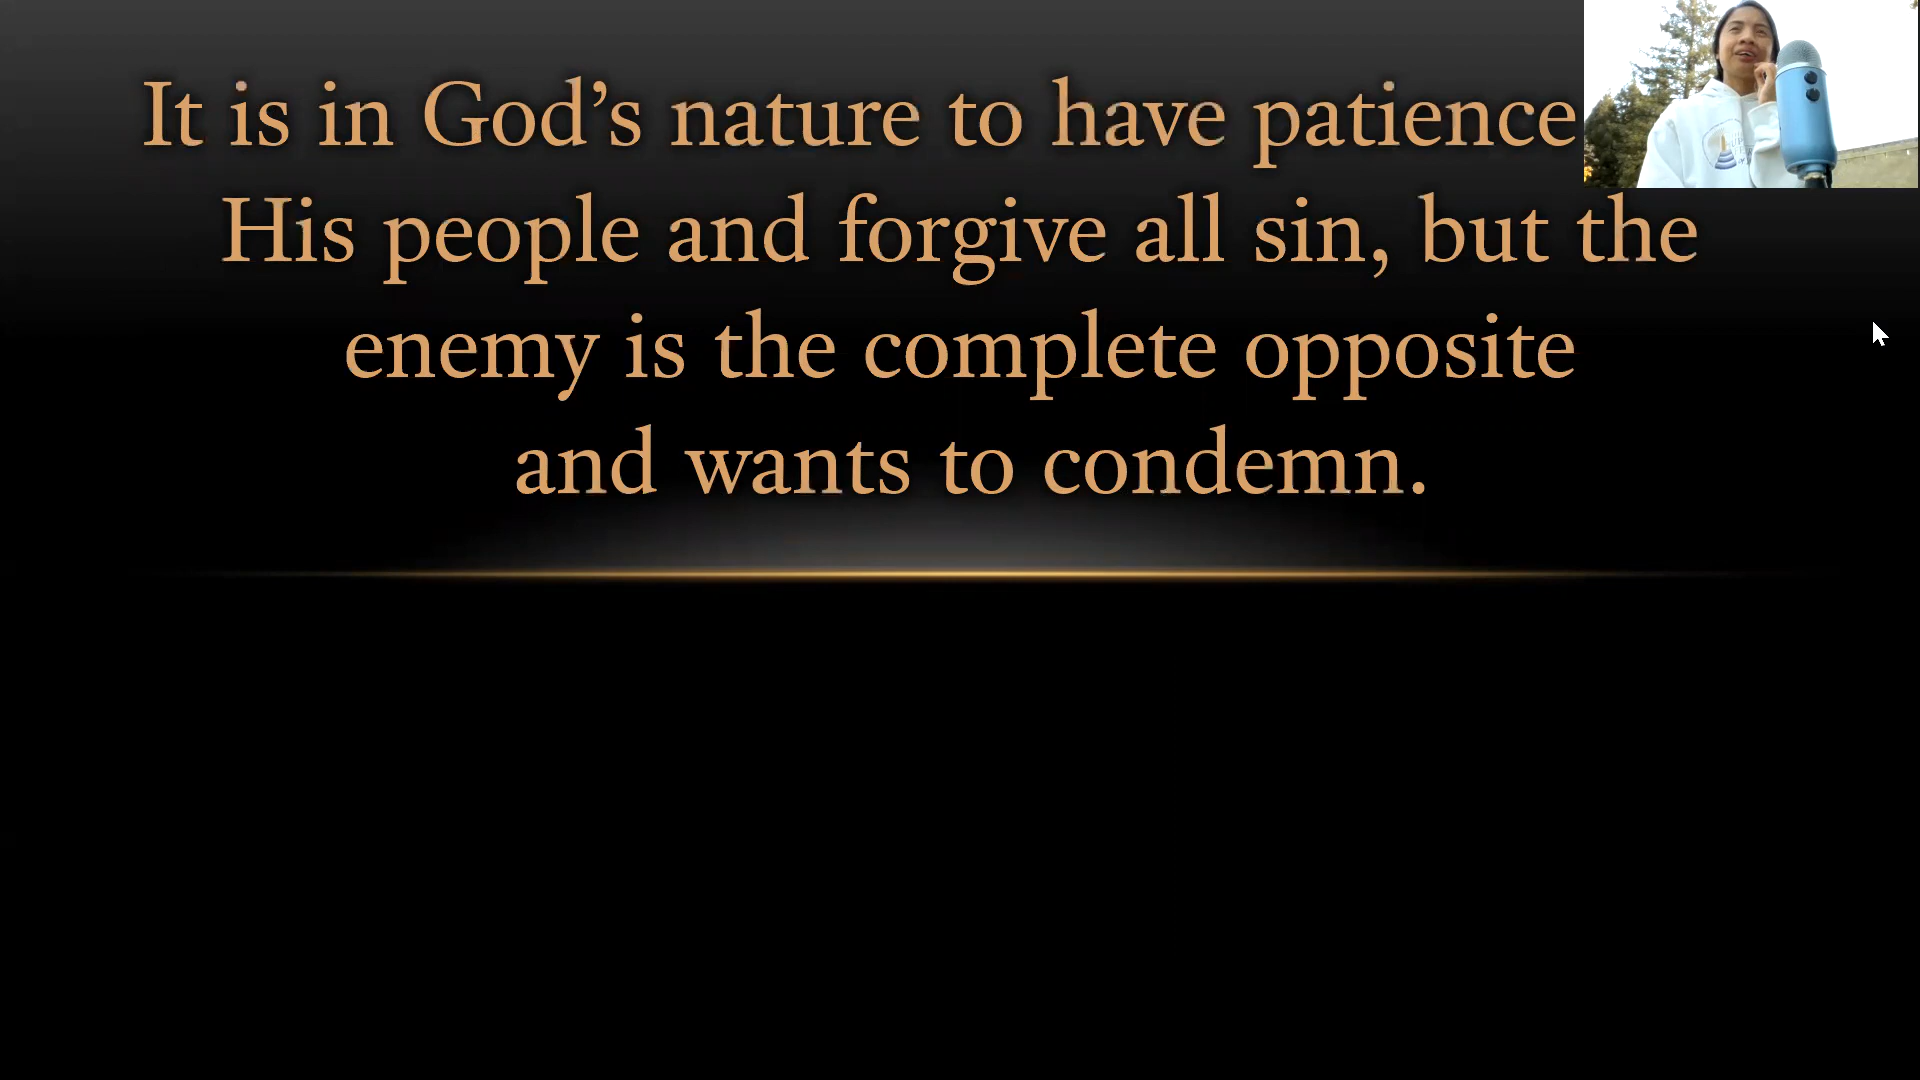 It is in God’s nature to have patience
His people and forgive all sin, but the
enemy is the complete opposite
and wants to condemn.